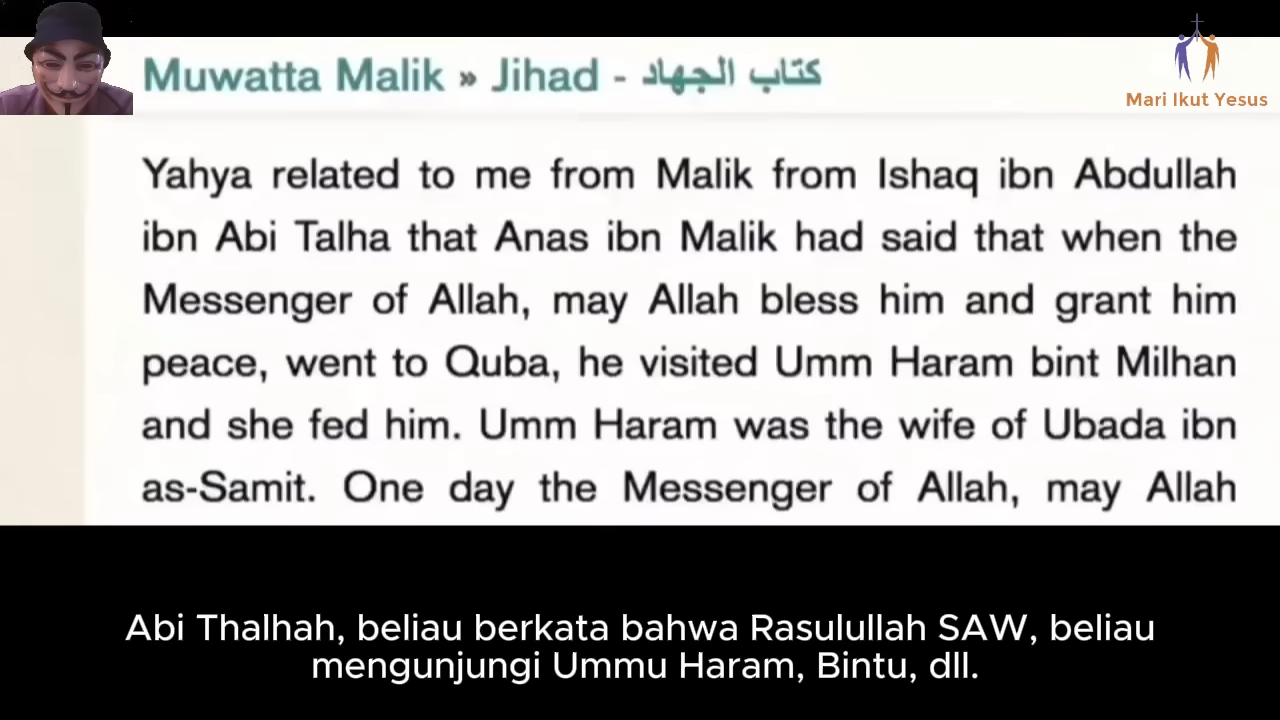 Muwatta Malik » Jihad - كتاب الجهاد
Mari Ikut Yesus
Yahya related to me from Malik from Ishaq ibn Abdullah
ibn Abi Talha that Anas ibn Malik had said that when the
Messenger of Allah, may Allah bless him and grant him
peace, went to Quba, he visited Umm Haram bint Milhan
and she fed him. Umm Haram was the wife of Ubada ibn
as-Samit. One day the Messenger of Allah, may Allah
Abi Thalhah, beliau berkata bahwa Rasulullah SAW, beliau
mengunjungi Ummu Haram, Bintu, dll.